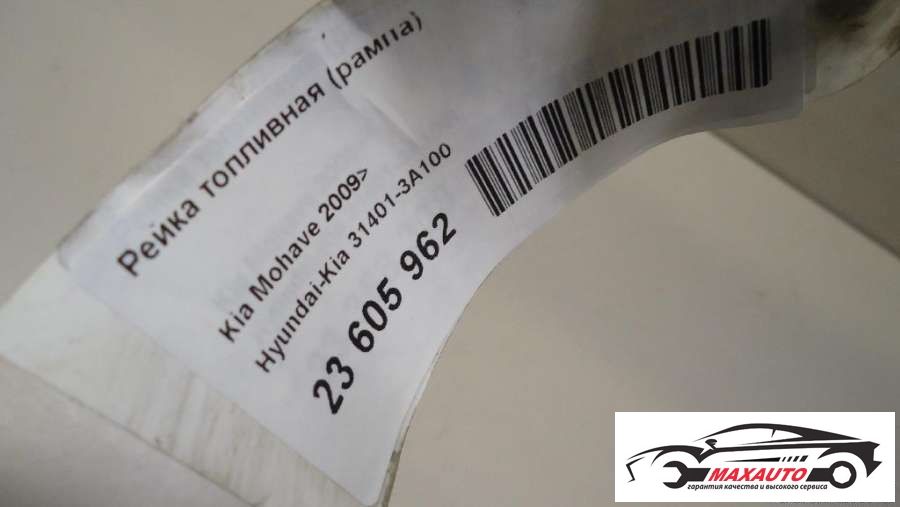 Рейка топливная (рампа)
Kia Mohave 2009>
Hyundai-Kia 31401-3A100
23 605 962
MAXAUTO
гарантия качества и высокого сервиса